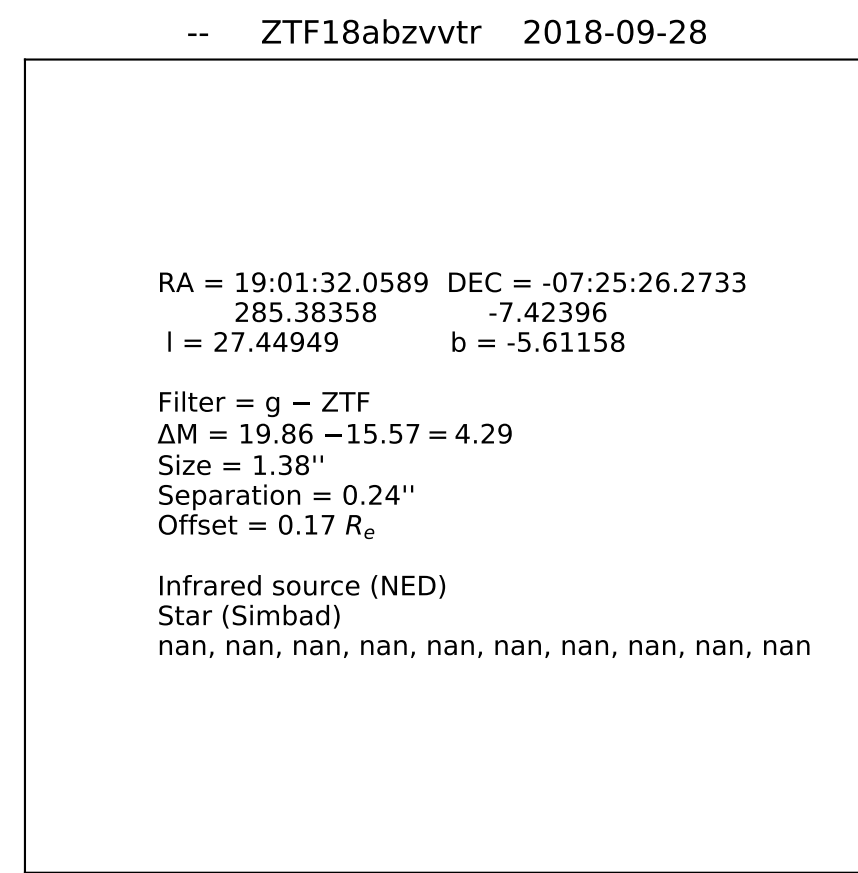 -- ZTF18abzvvtr 2018-09-28
RA = 19:01:32.0589 DEC = -07:25:26.2733
285.38358 -7.42396
l = 27.44949 b = -5.61158
Filter = g − ZTF
ΔM = 19.86 −15.57 = 4.29
Size = 1.38''
Separation = 0.24''
Offset = 0.17 Re
Infrared source (NED)
Star (Simbad)
nan, nan, nan, nan, nan, nan, nan, nan, nan, nan